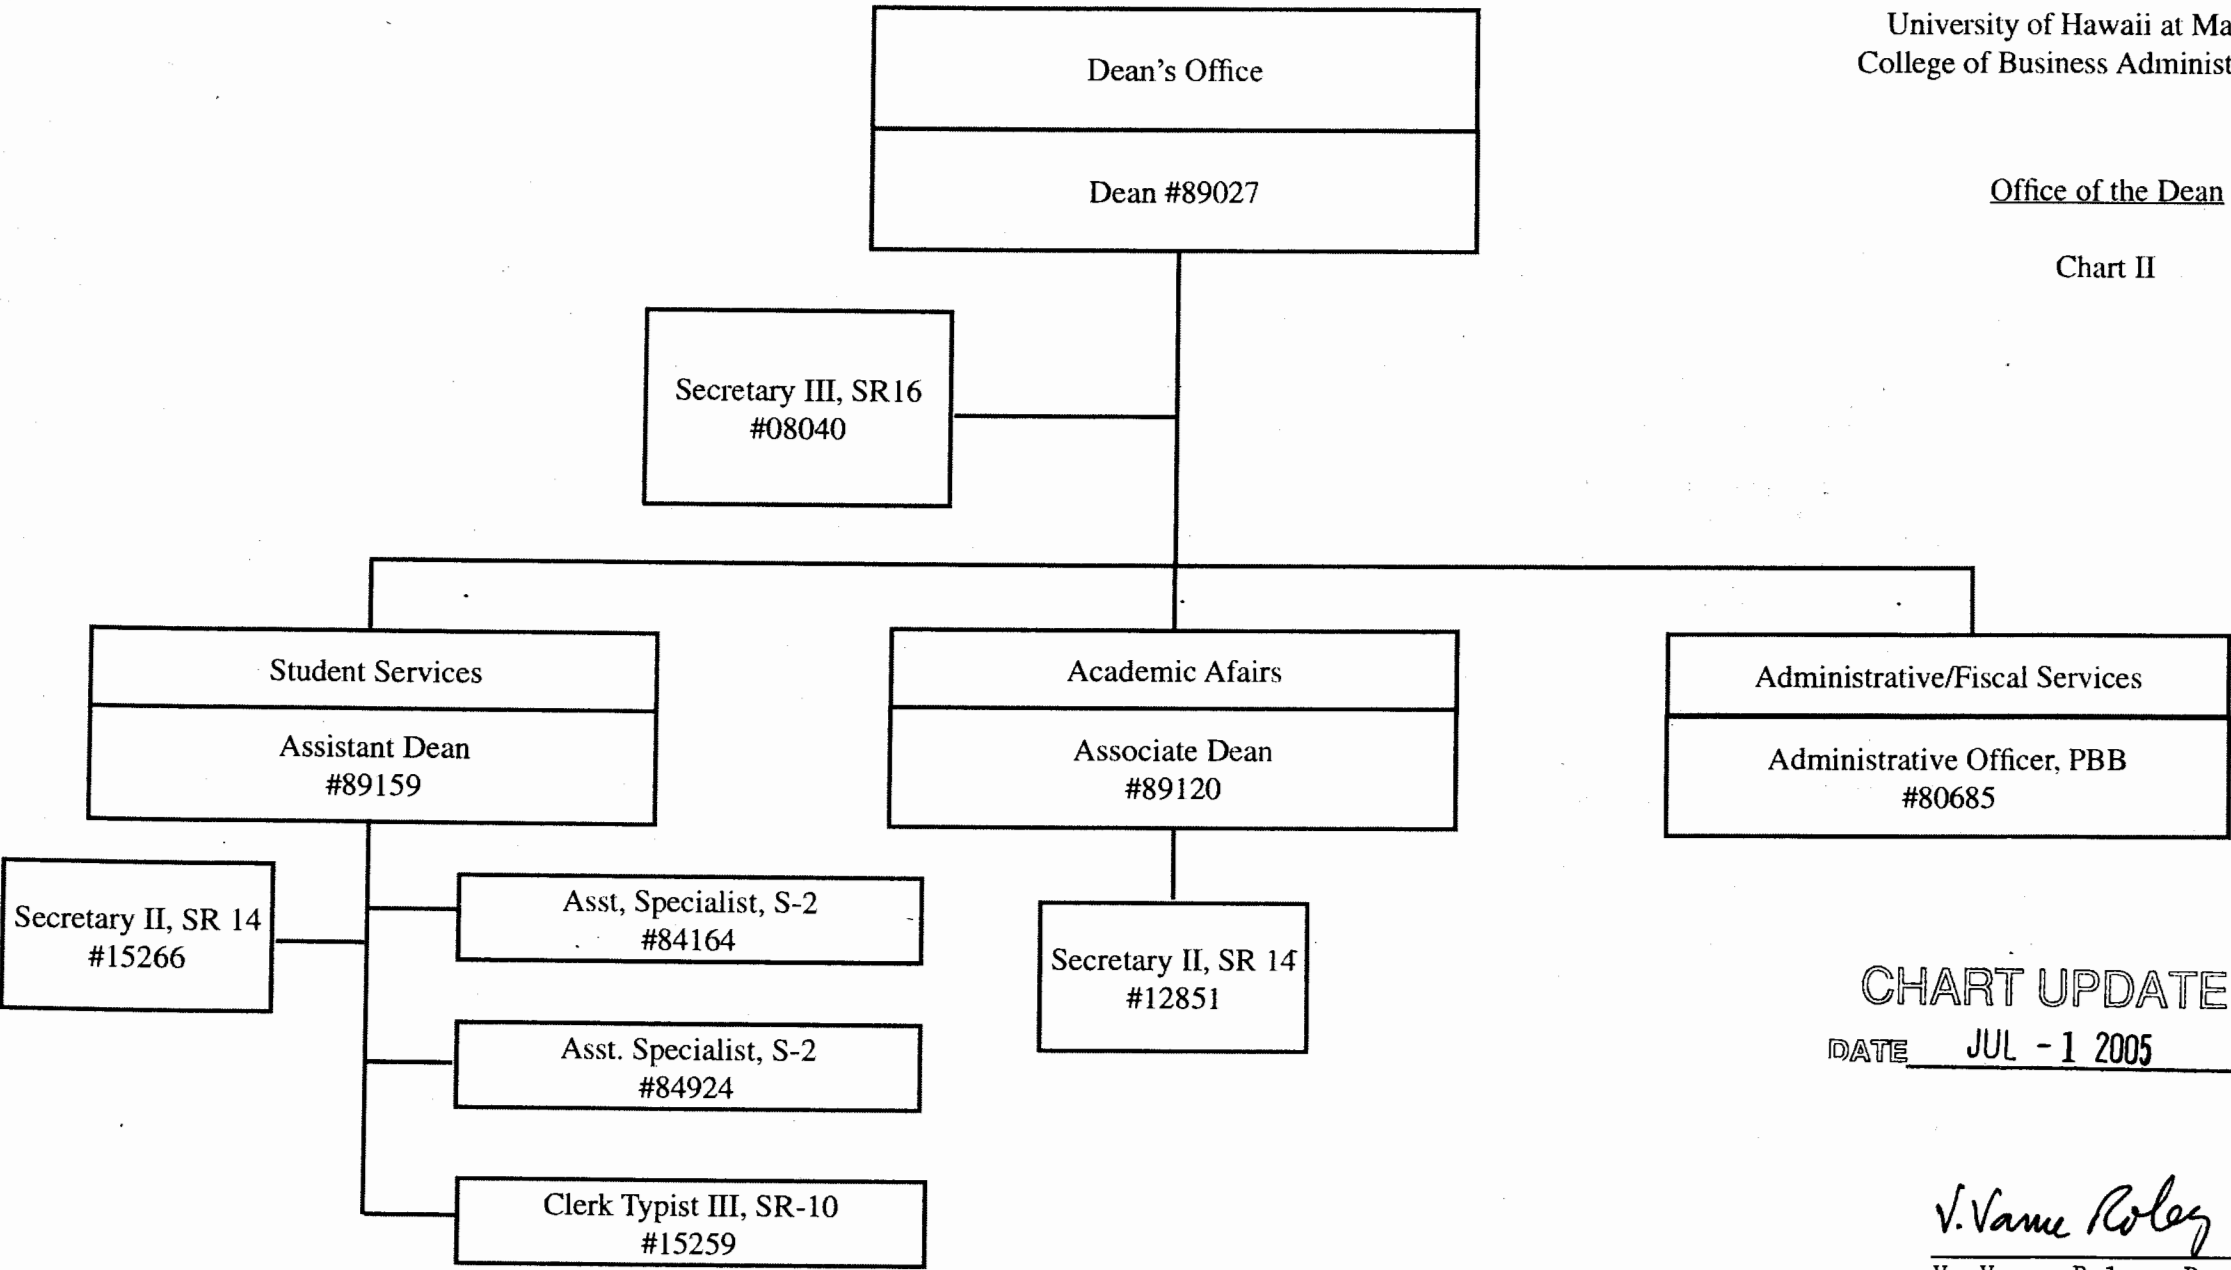 University of Hawaii at Ma
College of Business Administ
Office of the Dean
Chart II
Dean's Office
Dean #89027
Secretary III, SR16
#08040
Student Services
Assistant Dean
#89159
Academic Afairs
Associate Dean
#89120
Administrative/Fiscal Services
Administrative Officer, PBB
#80685
Secretary II, SR 14
#15266
Asst, Specialist, S-2
#84164
Asst. Specialist, S-2
#84924
Clerk Typist III, SR-10
#15259
Secretary II, SR 14
#12851
CHART UPDATE
DATE JUL - 1 2005
V. Vance Roley